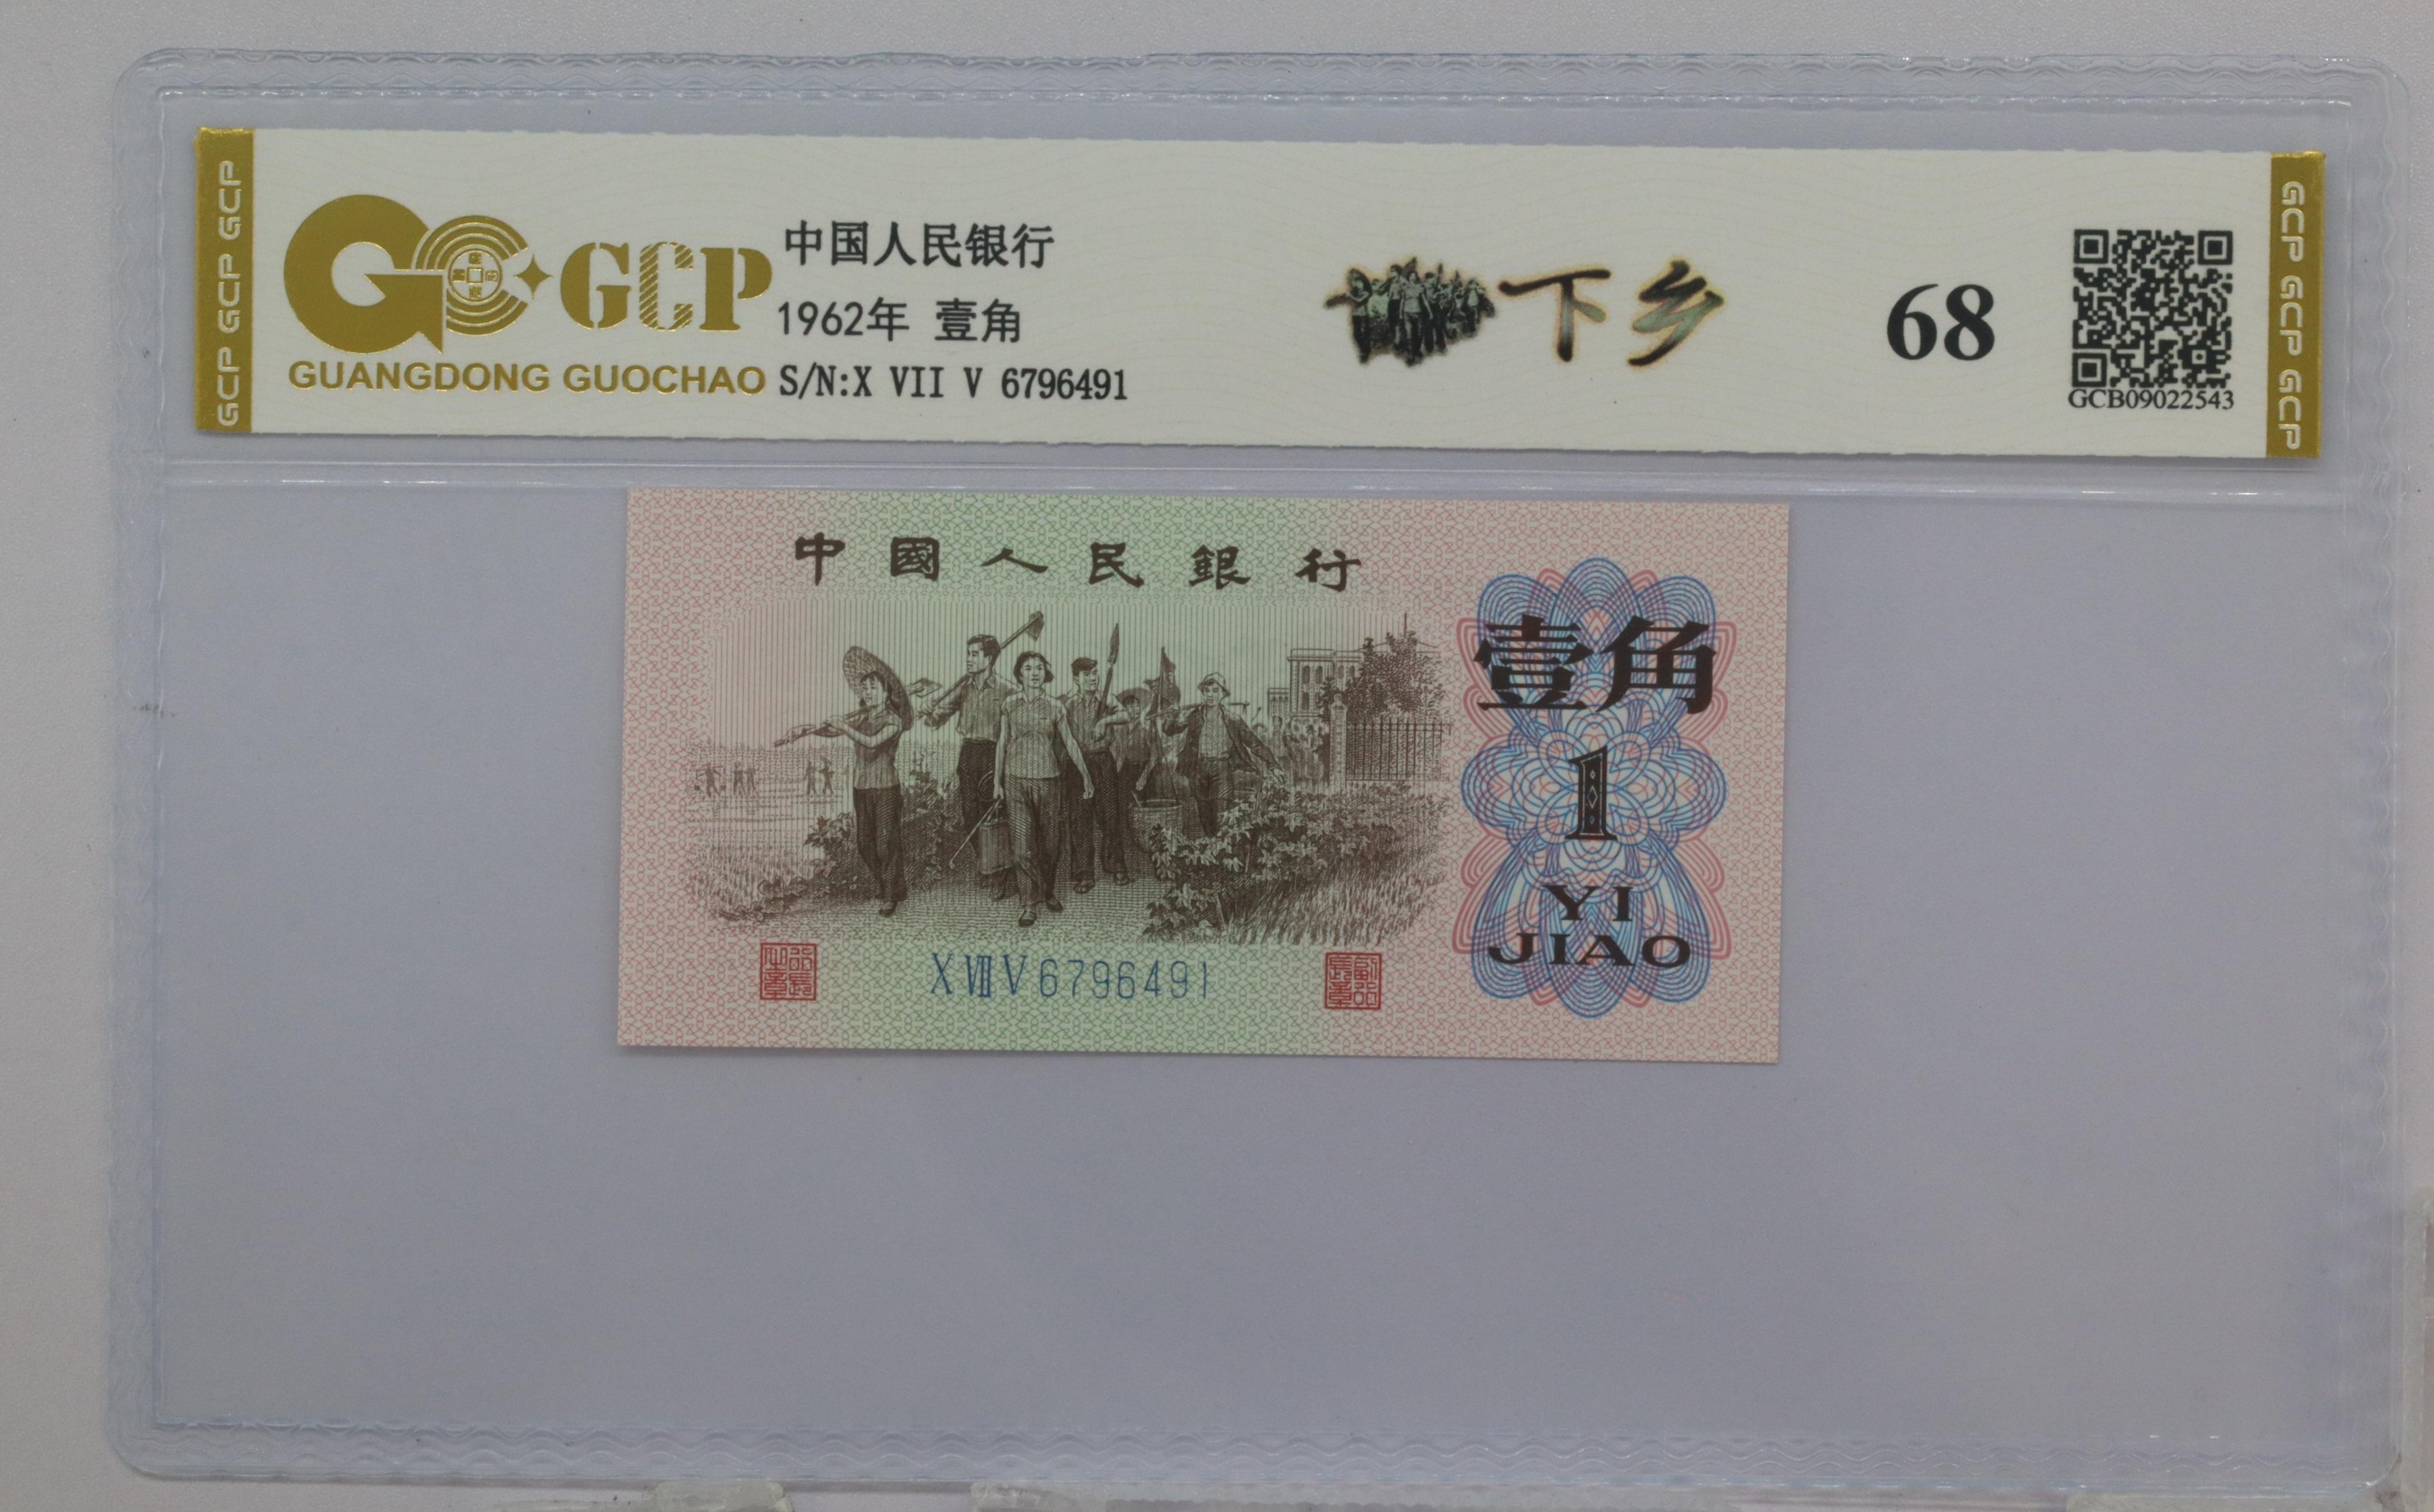 GCP GCP GCP
GCP
GUANGDONG GUOCHAO
中国人民银行
1962年 壹角
S/N:X VII V 6796491
下乡
68
GCB09022543
GCP GCP GCP
中國人民銀行
壹角
1
YI
JIAO
X VII V 6796491